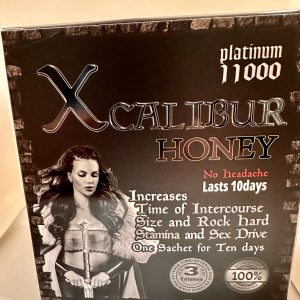 platinum
11000
XCALIBUR
HONEY
No headache
Lasts 10days
Increases
Time of Intercourse
Size and Rock Hard
Stamina and Sex Drive
One Sachet for Ten days
3
100%